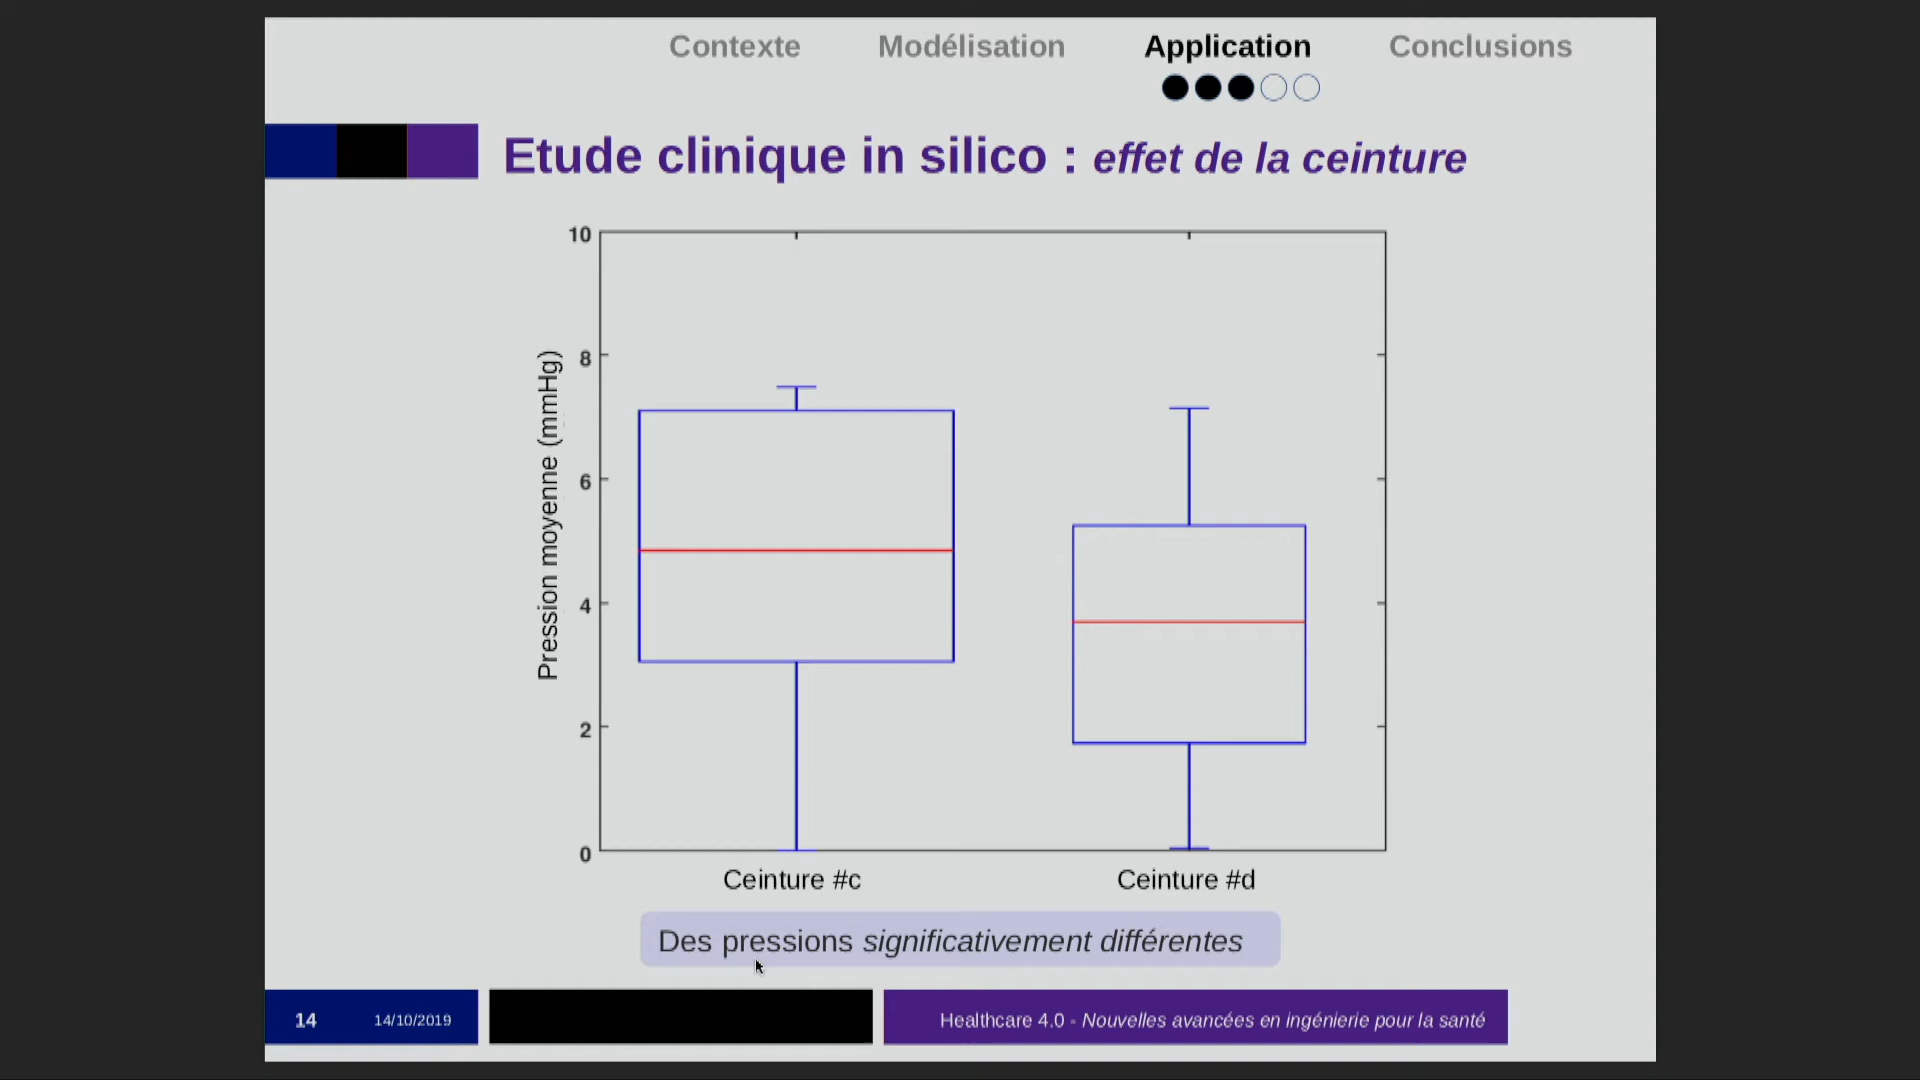 Contexte Modélisation Application Conclusions
Etude clinique in silico : effet de la ceinture
10
8
6
4
2
0
Pression moyenne (mmHg)
Ceinture #c Ceinture #d
Des pressions significativement différentes
14 14/10/2019 Healthcare 4.0 - Nouvelles avancées en ingénierie pour la santé